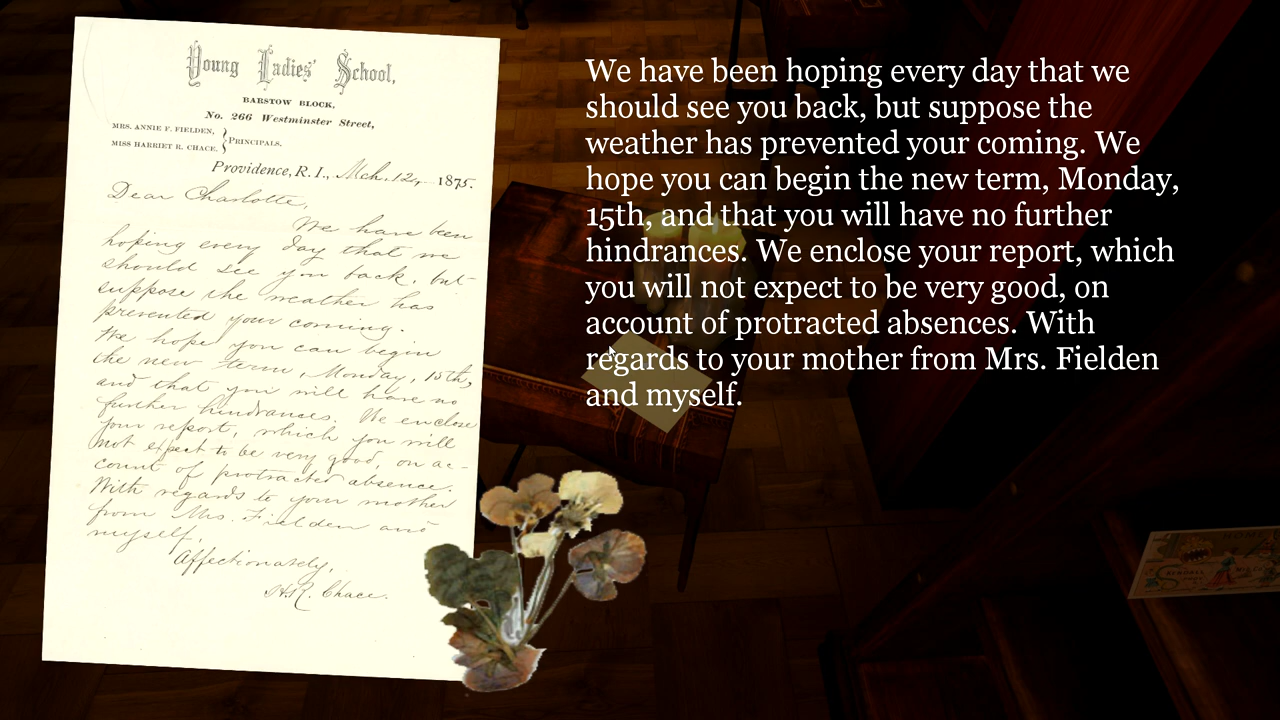 Young Ladies' School,
BARSTOW BLOCK,
No. 266 Westminster Street,
MRS. ANNIE F. FIELDEN,
MISS HARRIET R. CHACE,
} PRINCIPALS.
Providence, R. I., Mch. 12, 1875.
Dear Charlotte,
We have been
hoping every day that we
should see you back, but
suppose the weather has
prevented your coming.
We hope you can begin
the new term, Monday, 15th,
and that you will have no
further hindrances. We enclose
your report, which you will
not expect to be very good, on ac-
count of protracted absence.
With regards to your mother
from Mrs. Fielden and
myself.
Affectionately,
H.R. Chace.
We have been hoping every day that we
should see you back, but suppose the
weather has prevented your coming. We
hope you can begin the new term, Monday,
15th, and that you will have no further
hindrances. We enclose your report, which
you will not expect to be very good, on
account of protracted absences. With
regards to your mother from Mrs. Fielden
and myself.